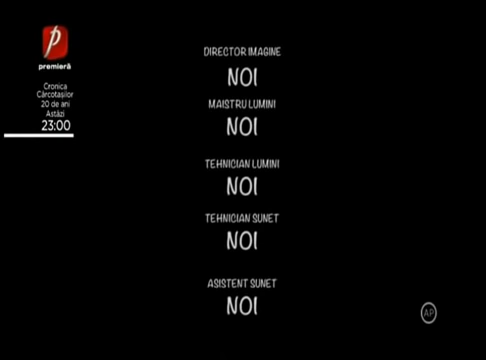 p
premieră
Cronica
Cârcotașilor
20 de ani
Astăzi
23:00
DIRECTOR IMAGINE
NOI
MAISTRU LUMINI
NOI
TEHNICIAN LUMINI
NOI
TEHNICIAN SUNET
NOI
ASISTENT SUNET
NOI
AP